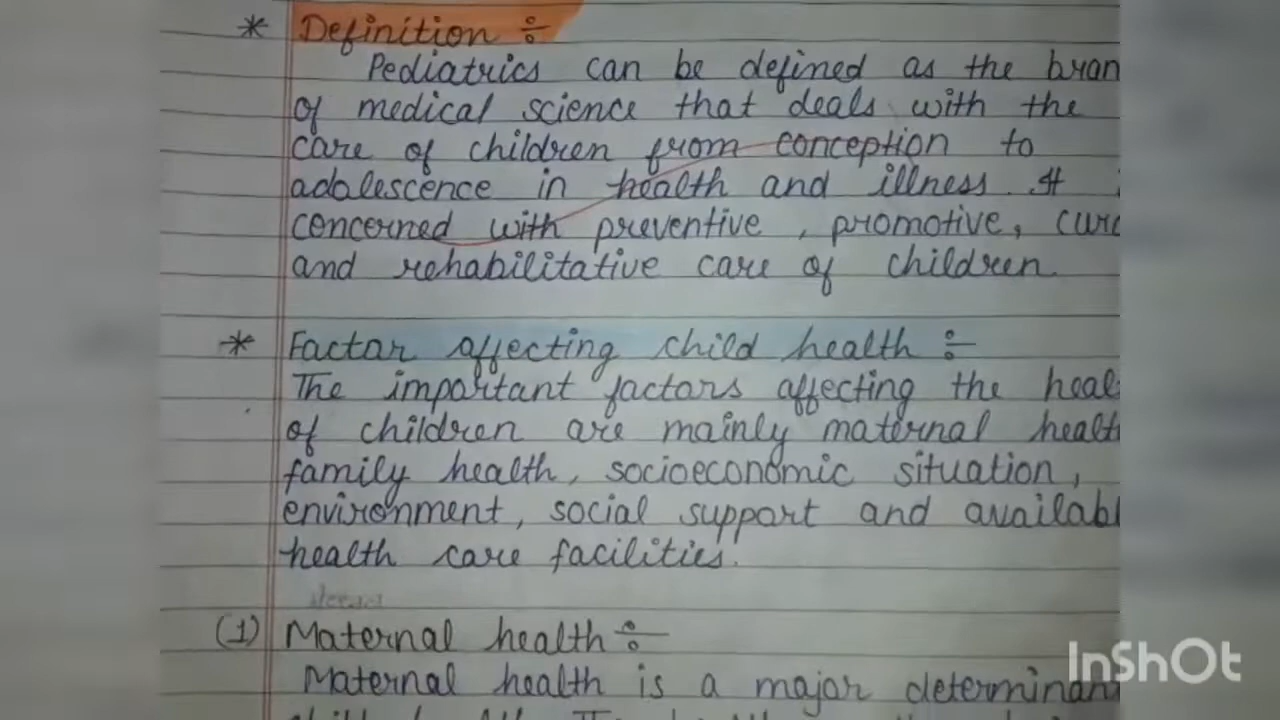 * Definition ÷
Pediatrics can be defined as the bran
of medical science that deals with the
care of children from conception to
adolescence in health and illness. It
concerned with preventive, promotive, cura
and rehabilitative care of children
* Factor affecting child health ÷
The important factors affecting the heal
of children are mainly maternal health
family health, socioeconomic situation,
environment, social support and availabl
health care facilities.
(1) Maternal health ÷
Maternal health is a major determinan
InShOt